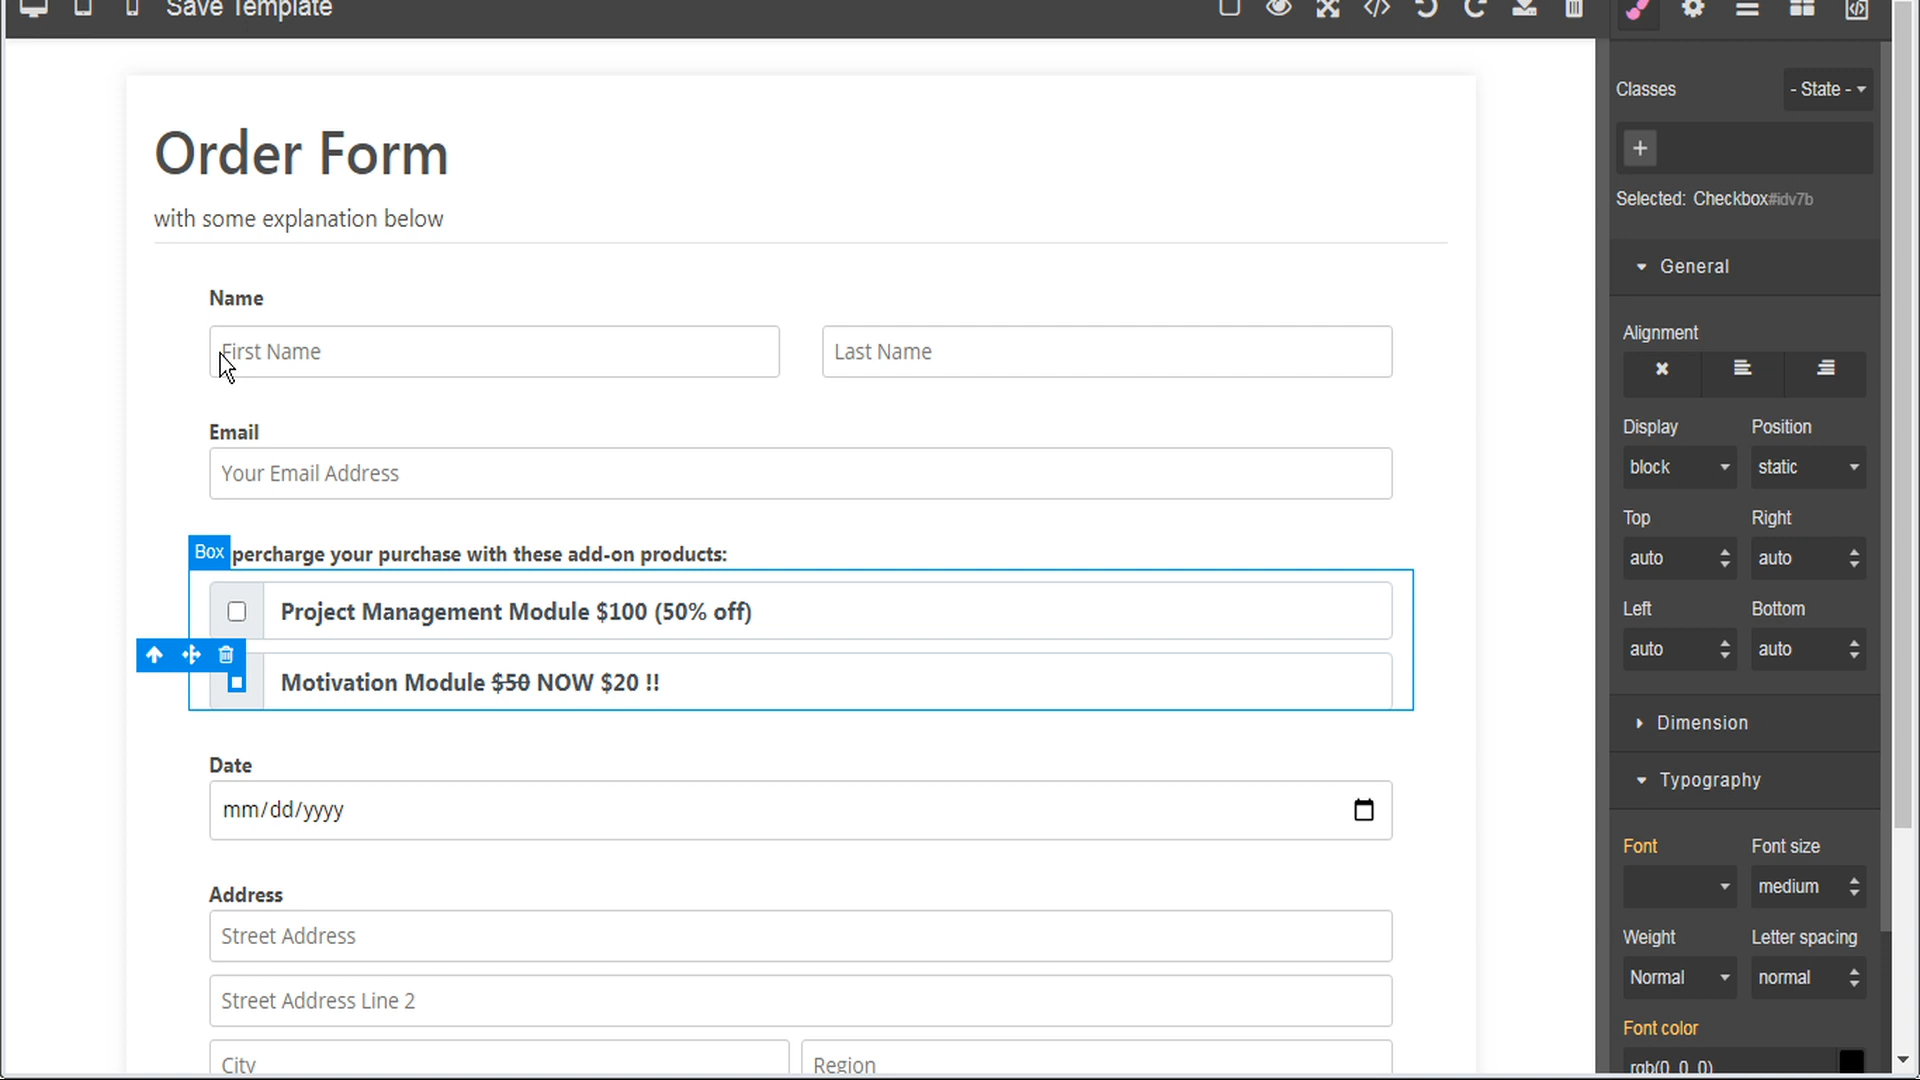 Save Template
Order Form
with some explanation below
Name
First Name
Last Name
Email
Your Email Address
Box
percharge your purchase with these add-on products:
Project Management Module $100 (50% off)
Motivation Module $50 NOW $20 !!
Date
mm/dd/yyyy
Address
Street Address
Street Address Line 2
City
Region
Classes
- State -
+
Selected: Checkbox#idv7b
General
Alignment
Display
Position
block
static
Top
Right
auto
auto
Left
Bottom
auto
auto
Dimension
Typography
Font
Font size
medium
Weight
Letter spacing
Normal
normal
Font color
rgb(0, 0, 0)